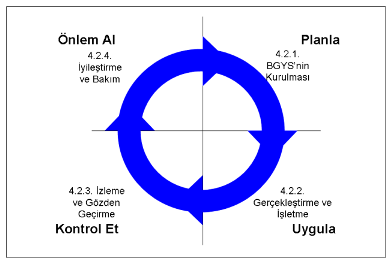 Önlem Al
4.2.4.
İyileştirme
ve Bakım
Planla
4.2.1.
BGYS'nin
Kurulması
4.2.3. İzleme
ve Gözden
Geçirme
Kontrol Et
4.2.2.
Gerçekleştirme ve
İşletme
Uygula